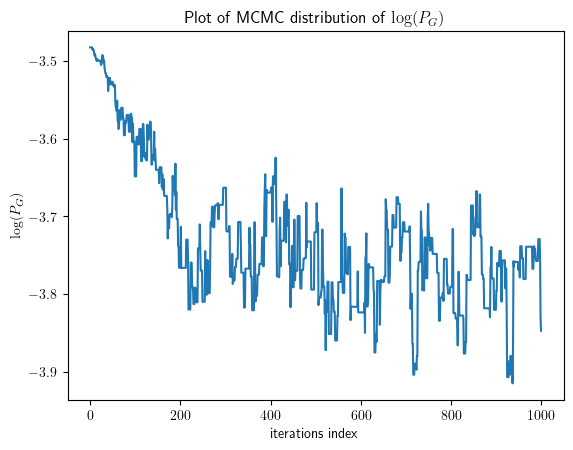 Plot of MCMC distribution of log(P_G)
log(P_G)
−3.5
−3.6
−3.7
−3.8
−3.9
0 200 400 600 800 1000
iterations index